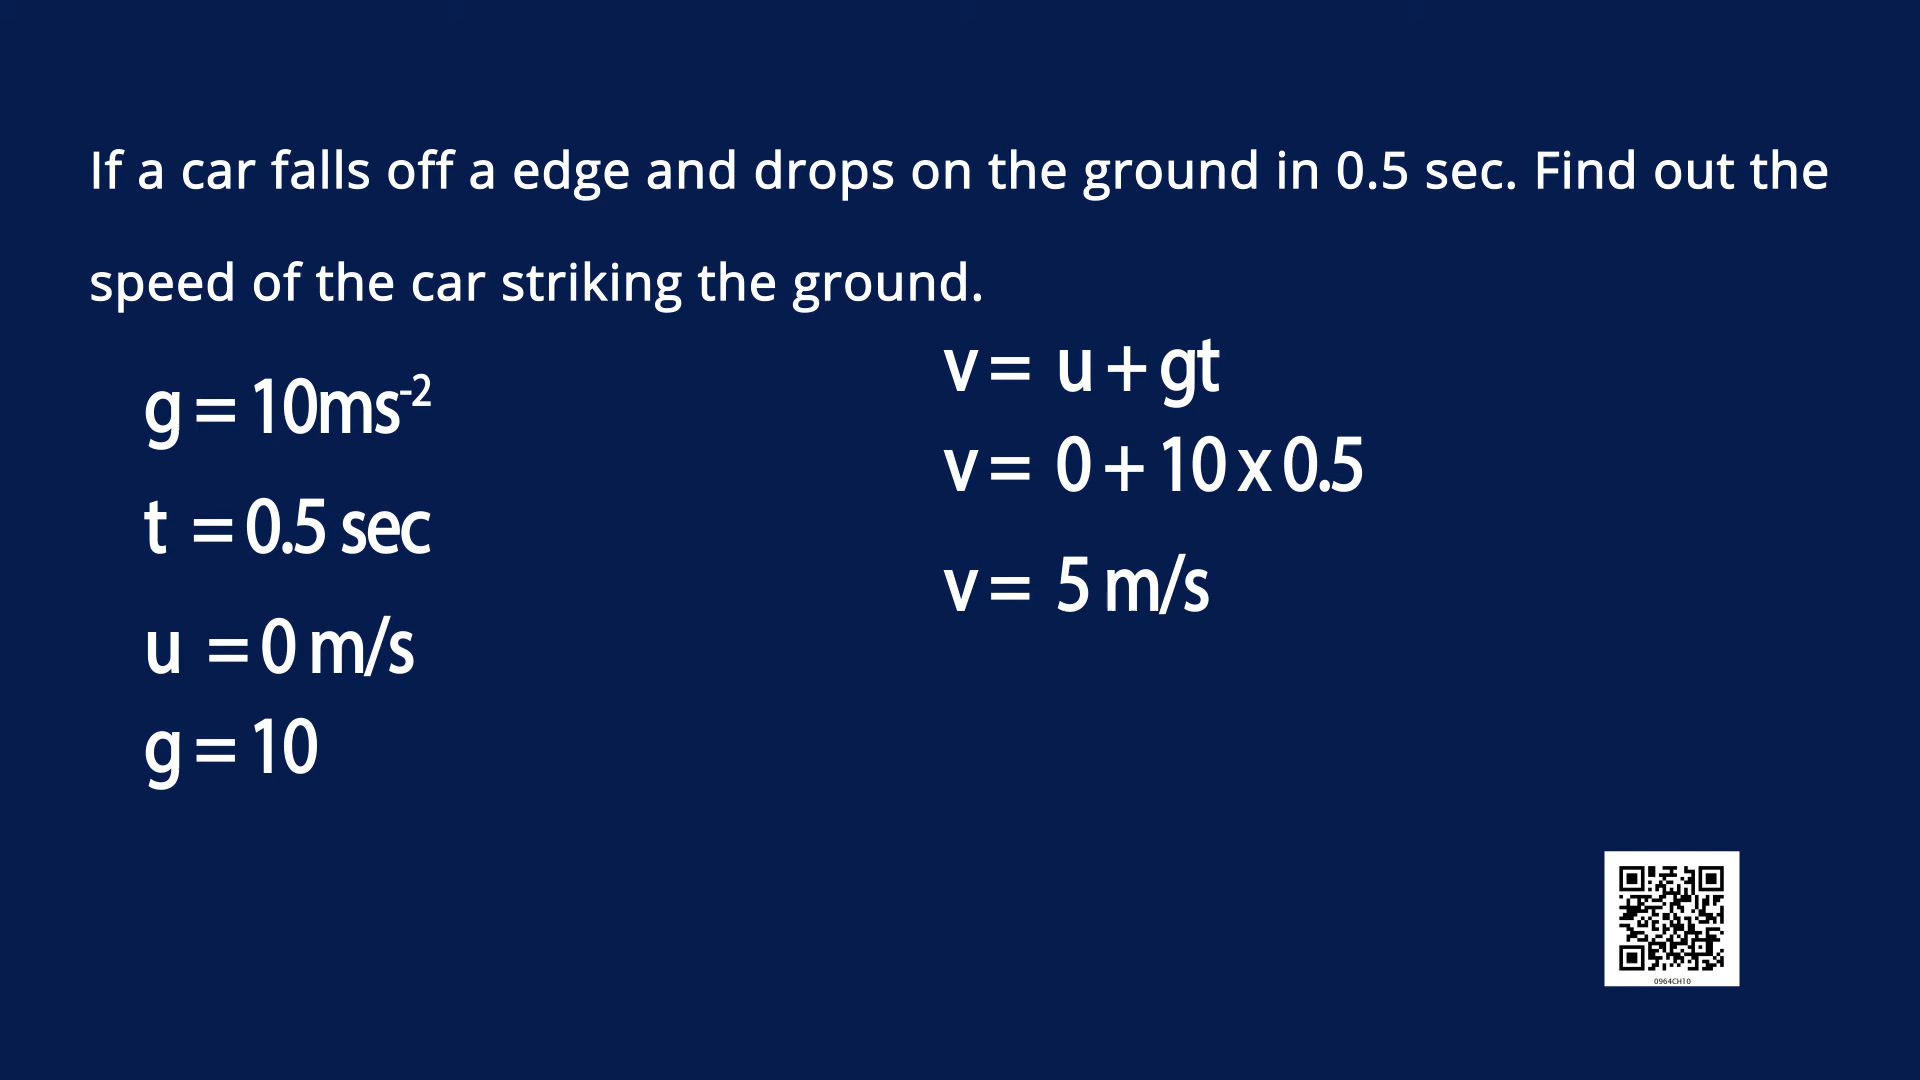 If a car falls off a edge and drops on the ground in 0.5 sec. Find out the
speed of the car striking the ground.
g = 10ms⁻²
t = 0.5 sec
u = 0 m/s
g = 10
v = u + gt
v = 0 + 10 x 0.5
v = 5 m/s
0964CH10